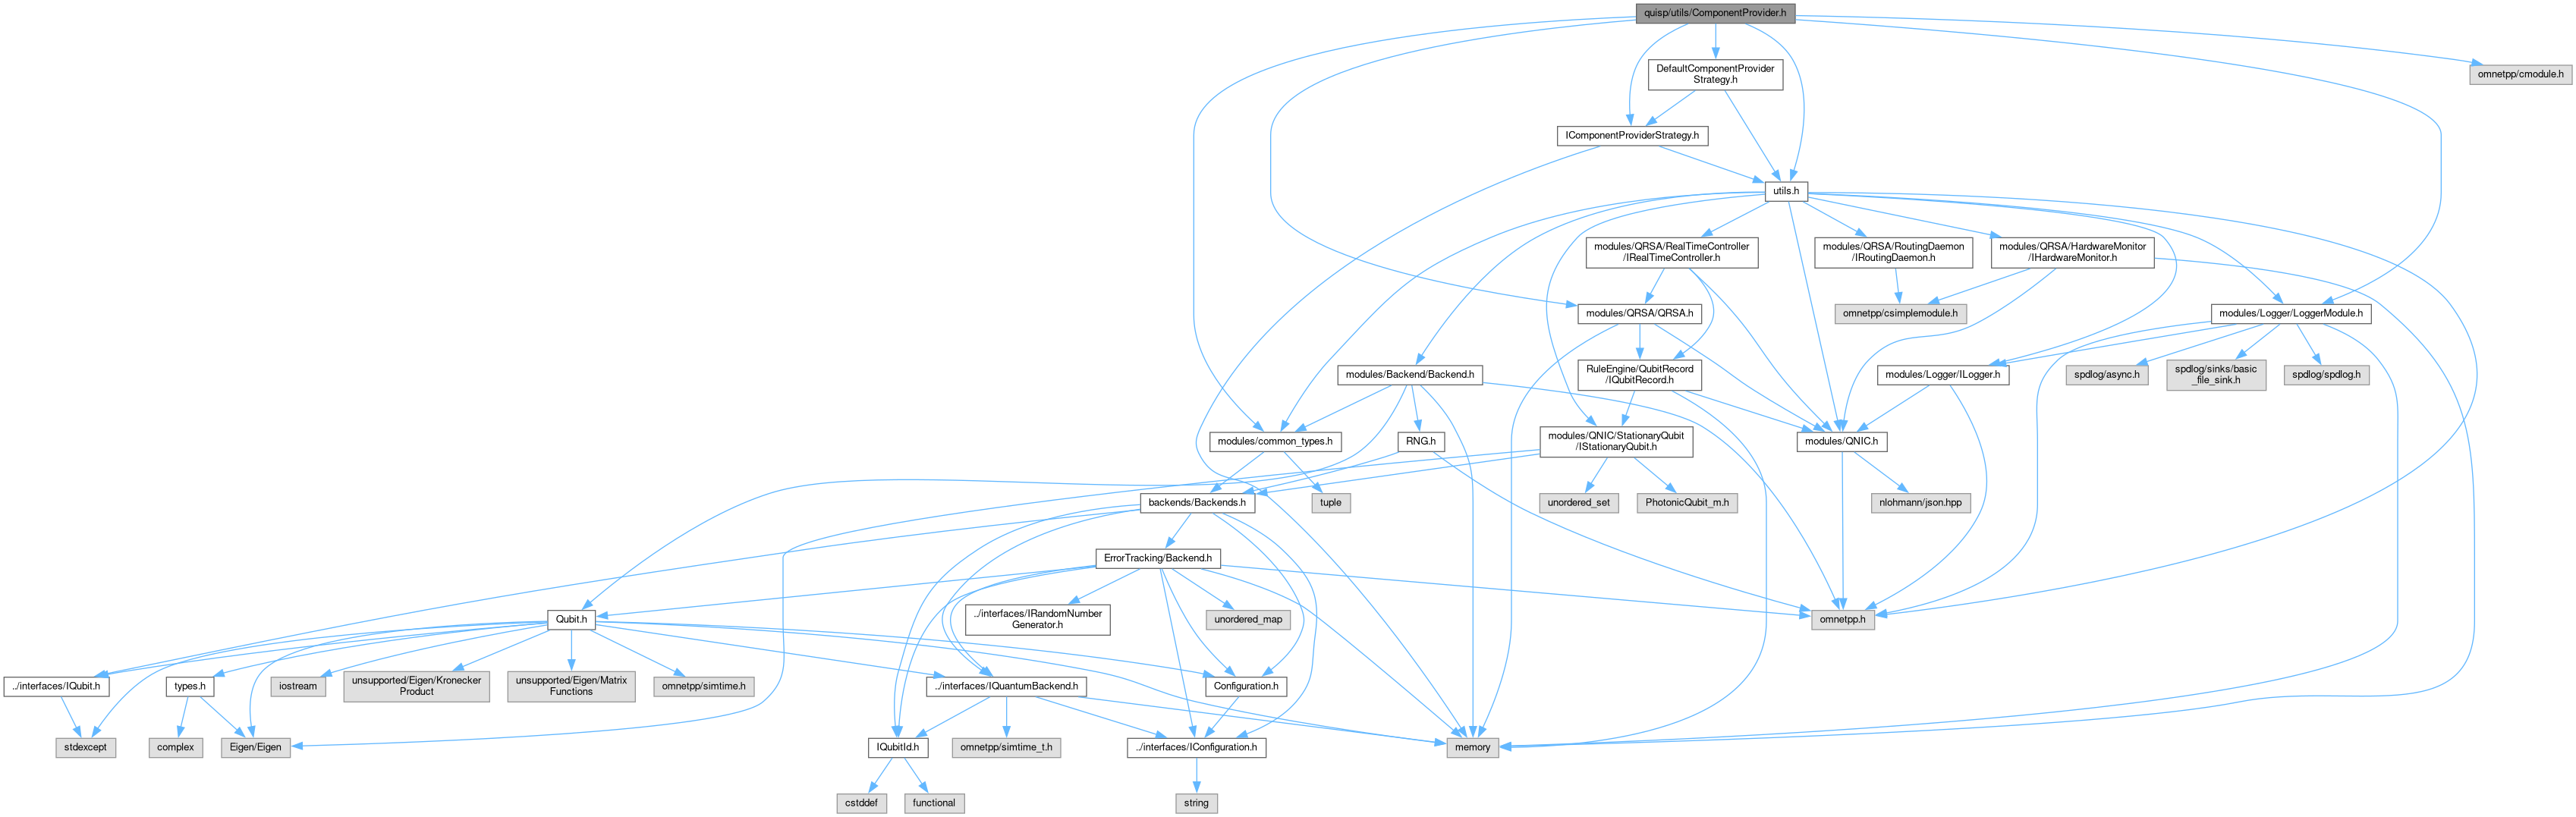 quisp/utils/ComponentProvider.h
DefaultComponentProvider
Strategy.h
omnetpp/cmodule.h
IComponentProviderStrategy.h
utils.h
modules/QRSA/RealTimeController
/IRealTimeController.h
modules/QRSA/RoutingDaemon
/IRoutingDaemon.h
modules/QRSA/HardwareMonitor
/IHardwareMonitor.h
modules/QRSA/QRSA.h
omnetpp/csimplemodule.h
modules/Logger/LoggerModule.h
modules/Backend/Backend.h
RuleEngine/QubitRecord
/IQubitRecord.h
modules/Logger/ILogger.h
spdlog/async.h
spdlog/sinks/basic
_file_sink.h
spdlog/spdlog.h
modules/common_types.h
RNG.h
modules/QNIC/StationaryQubit
/IStationaryQubit.h
modules/QNIC.h
backends/Backends.h
tuple
unordered_set
PhotonicQubit_m.h
nlohmann/json.hpp
ErrorTracking/Backend.h
Qubit.h
../interfaces/IRandomNumber
Generator.h
unordered_map
omnetpp.h
../interfaces/IQubit.h
types.h
iostream
unsupported/Eigen/Kronecker
Product
unsupported/Eigen/Matrix
Functions
omnetpp/simtime.h
../interfaces/IQuantumBackend.h
Configuration.h
stdexcept
complex
Eigen/Eigen
IQubitId.h
omnetpp/simtime_t.h
../interfaces/IConfiguration.h
memory
cstddef
functional
string